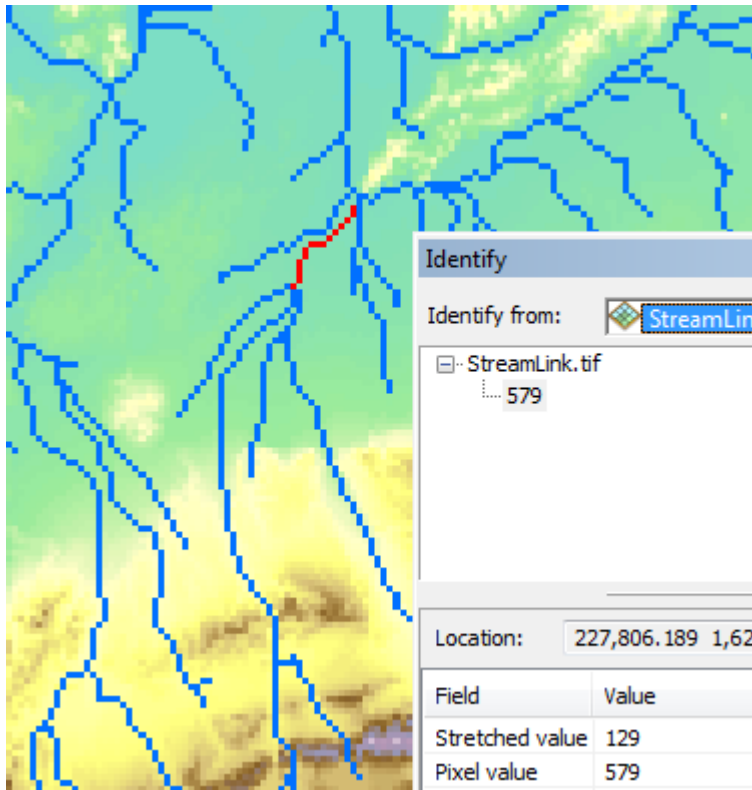 Identify
Identify from: StreamLin
StreamLink.tif
579
Location: 227,806.189 1,62
Field Value
Stretched value 129
Pixel value 579